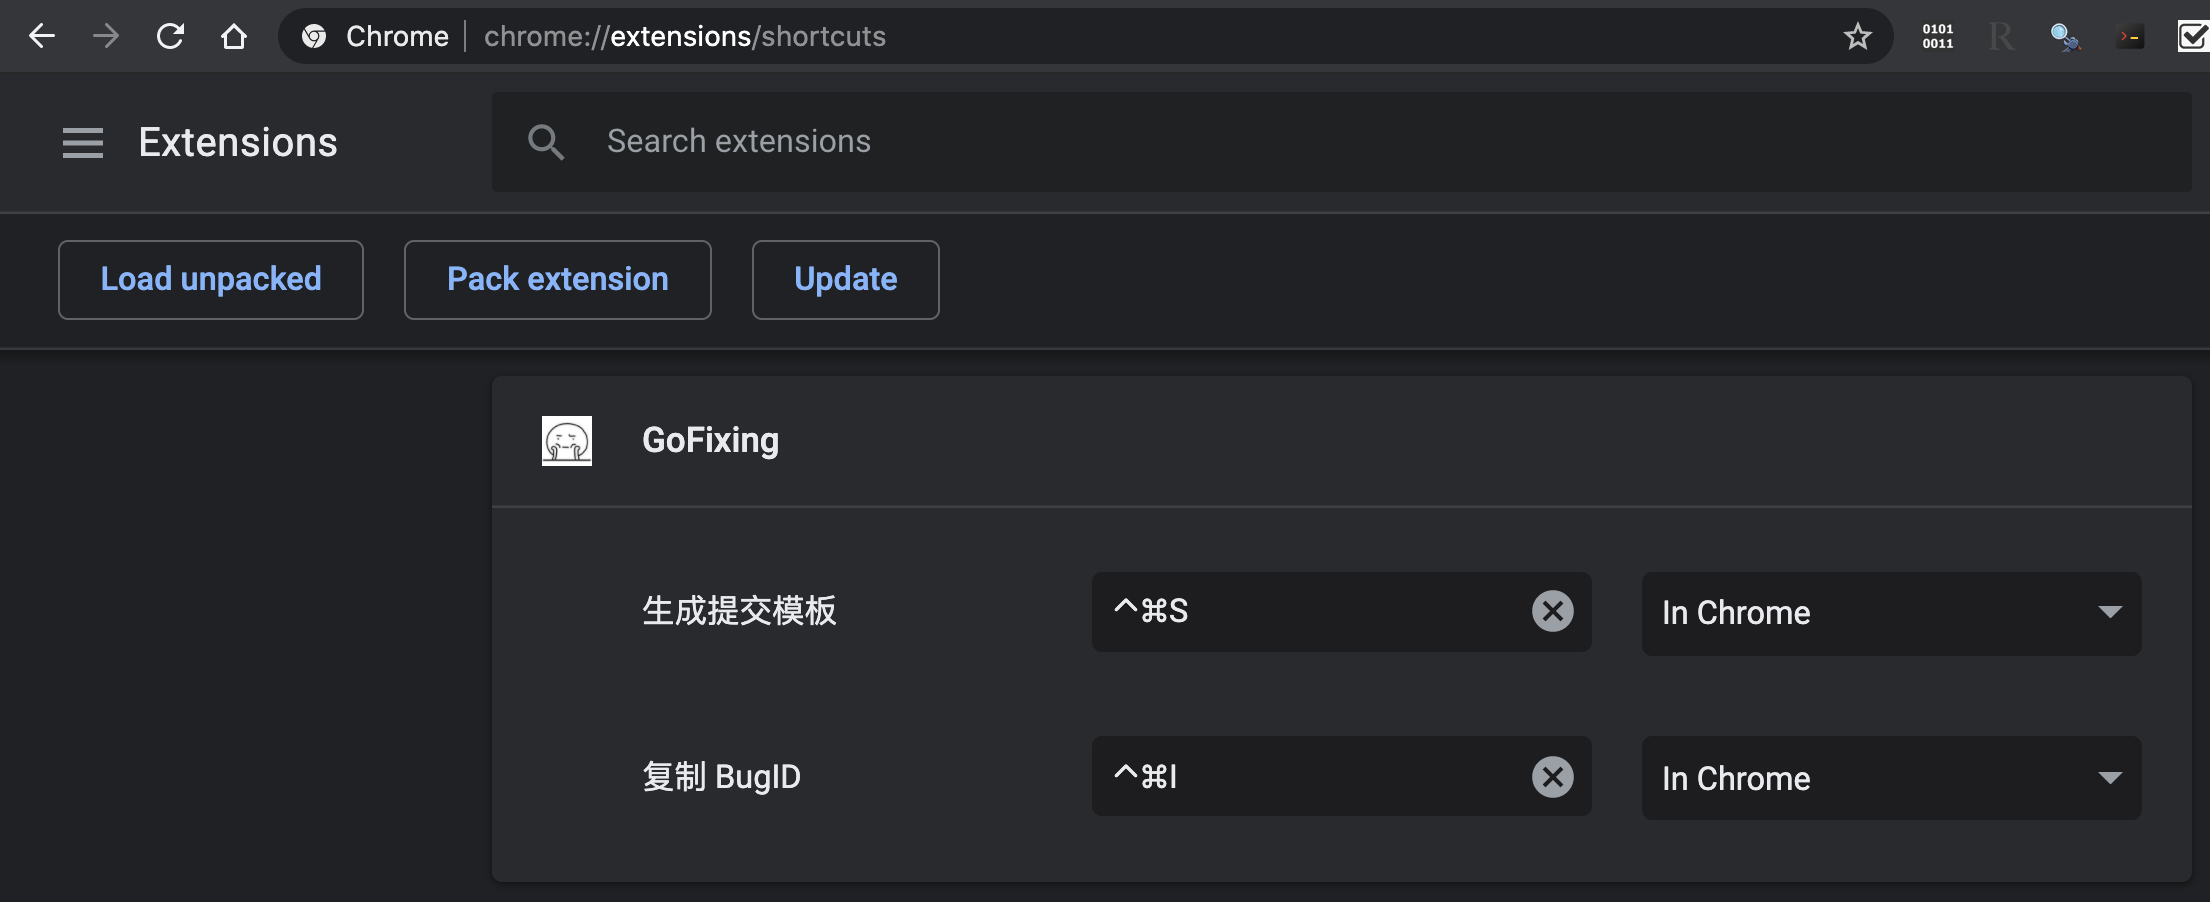 Chrome | chrome://extensions/shortcuts
0101
0011
R
Extensions
Search extensions
Load unpacked
Pack extension
Update
GoFixing
生成提交模板
^⌘S
In Chrome
复制 BugID
^⌘I
In Chrome